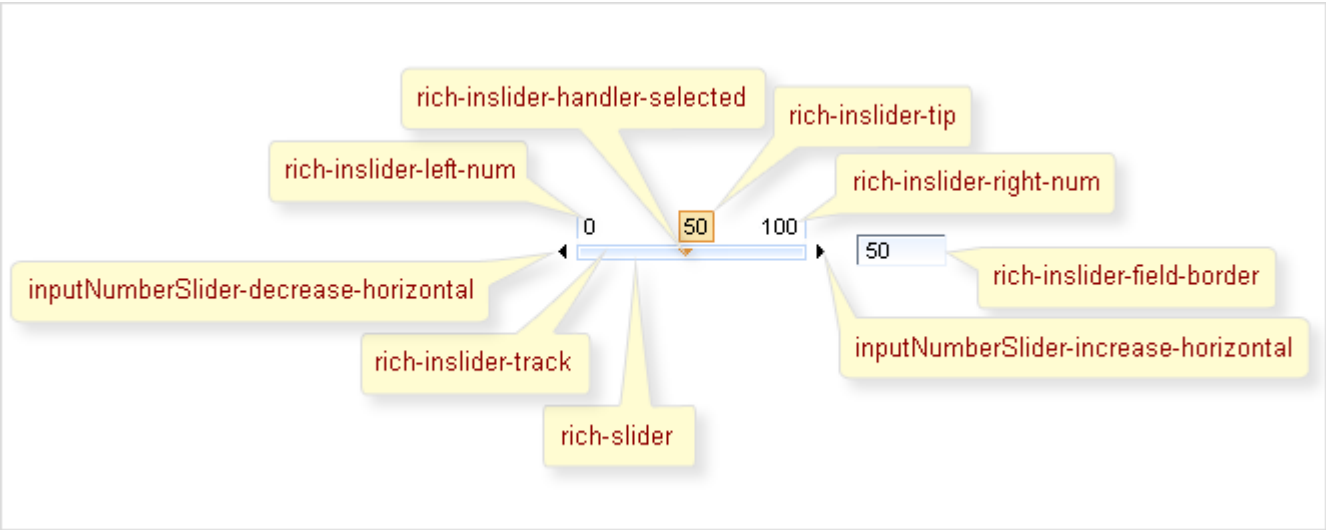 rich-inslider-handler-selected
rich-inslider-tip
rich-inslider-left-num
rich-inslider-right-num
0
50
100
50
inputNumberSlider-decrease-horizontal
rich-inslider-field-border
rich-inslider-track
inputNumberSlider-increase-horizontal
rich-slider